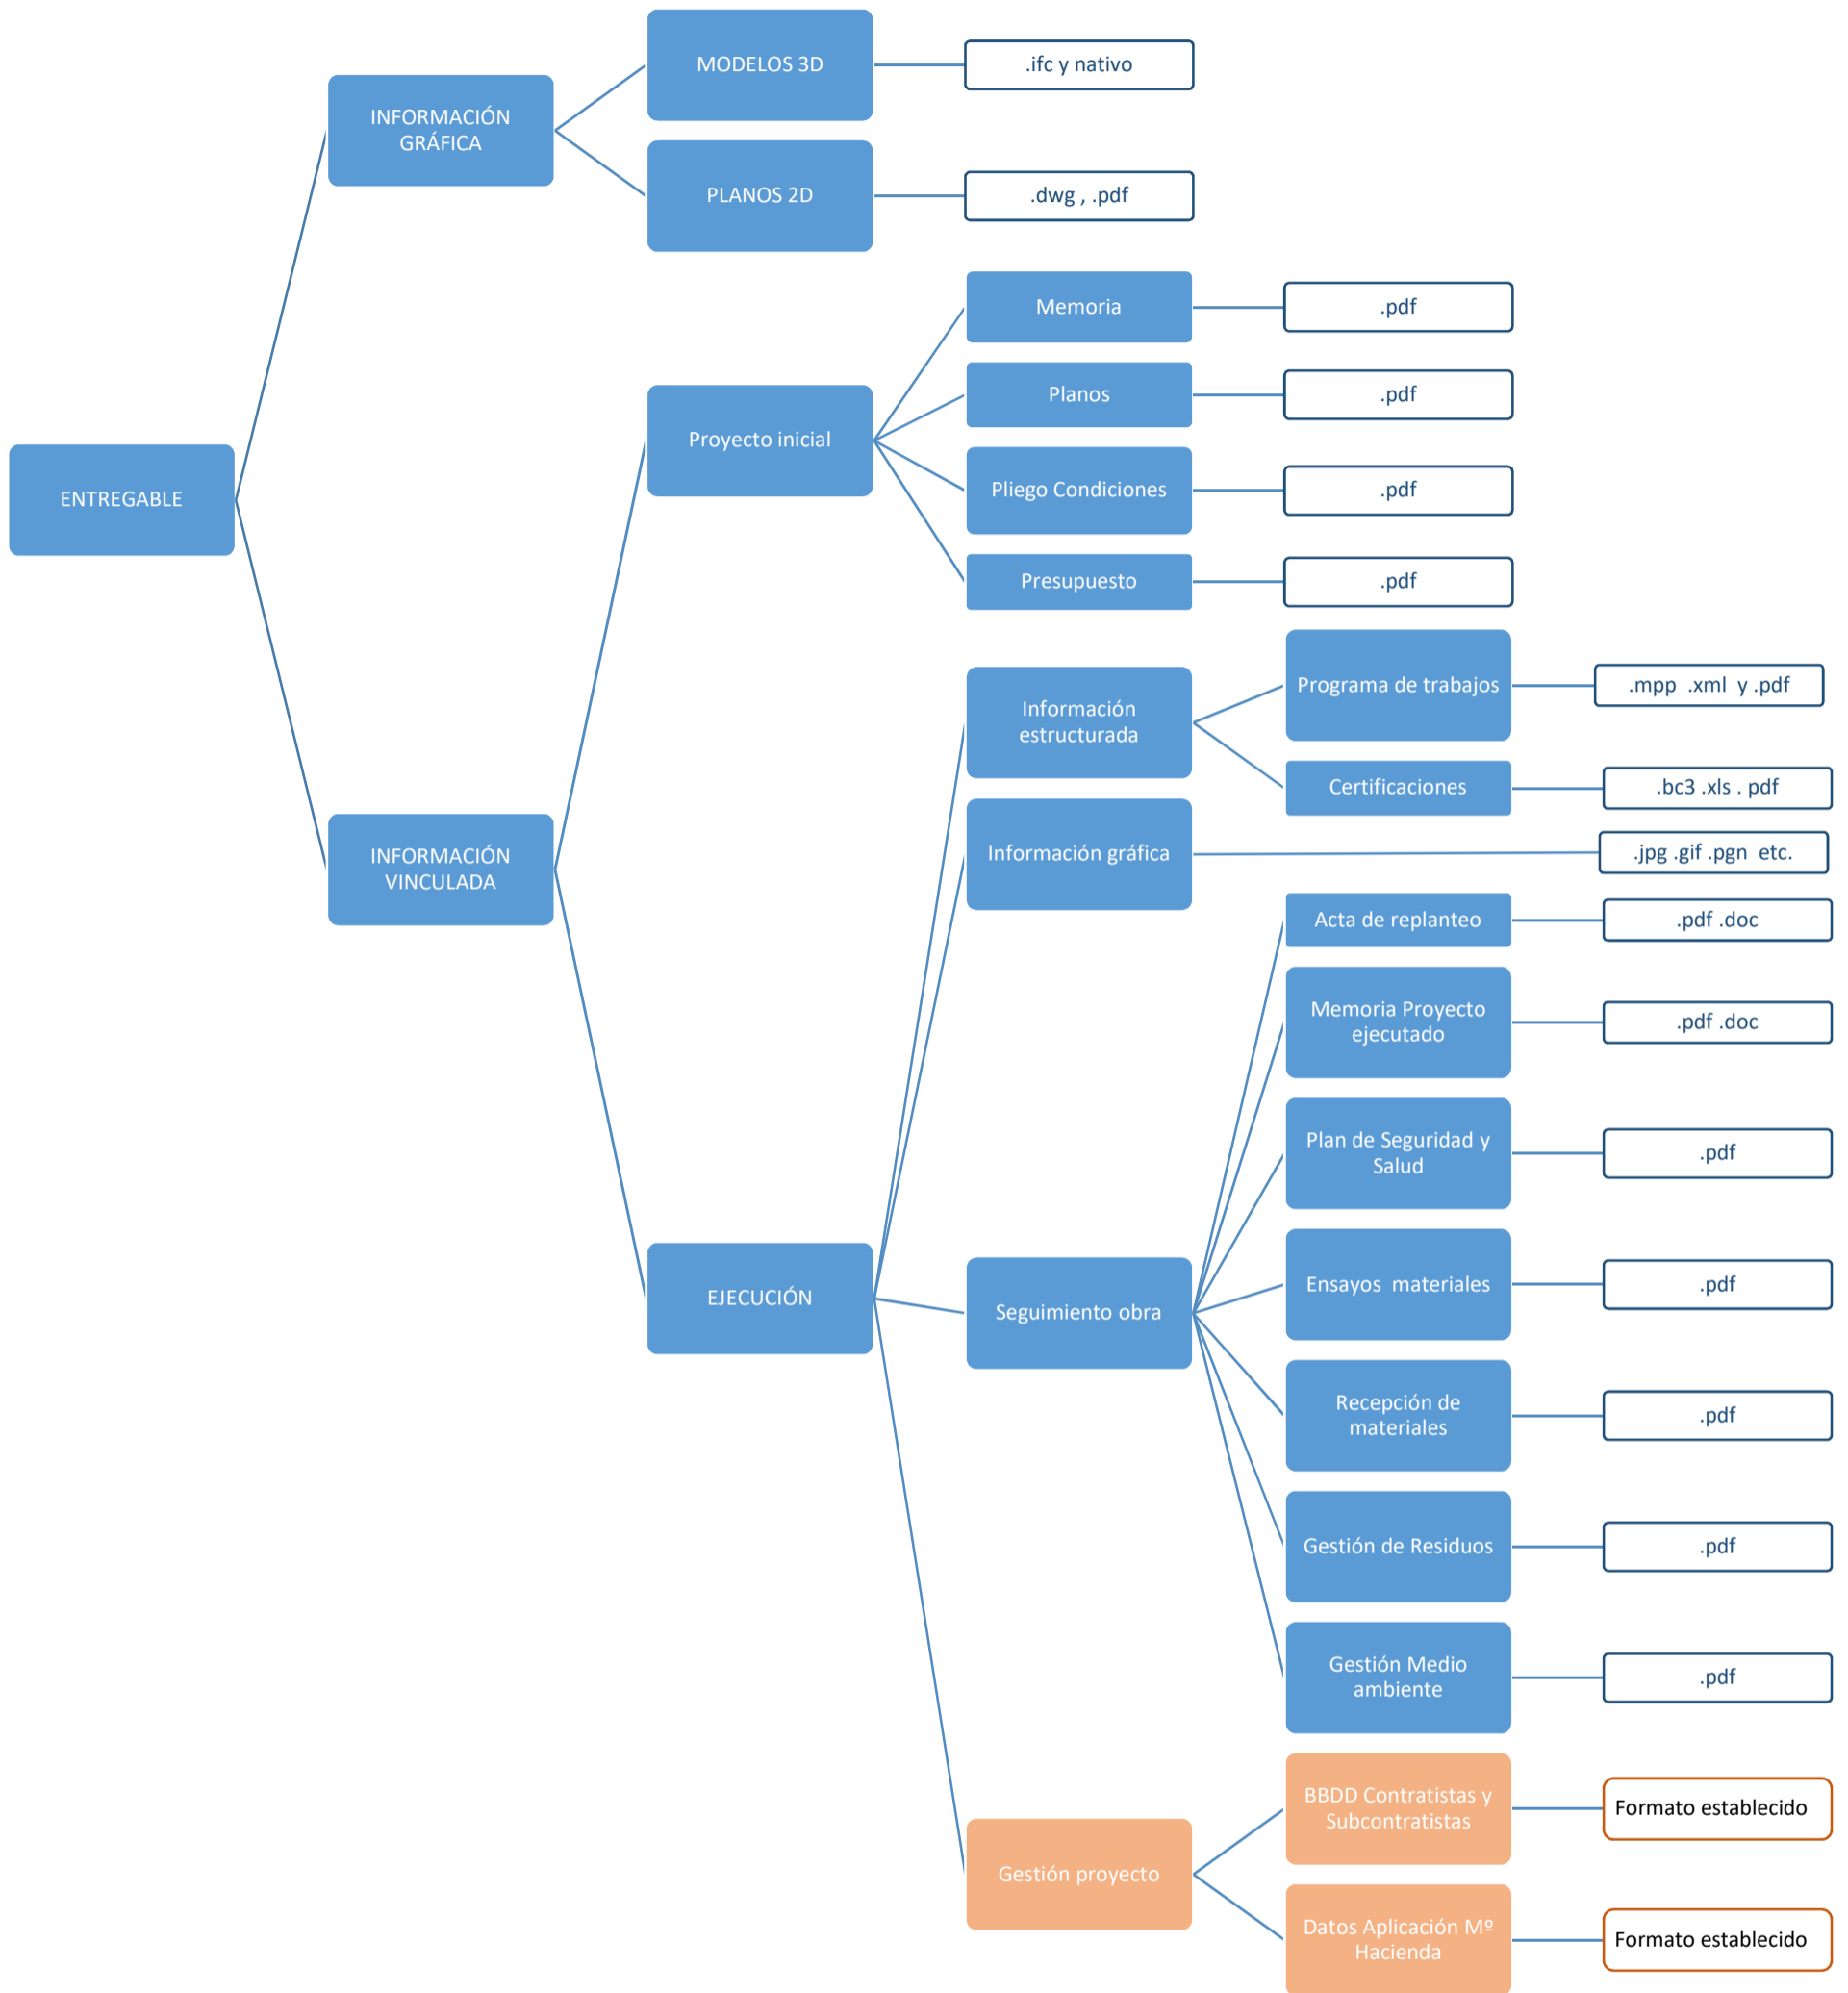 MODELOS 3D
.ifc y nativo
INFORMACIÓN
GRÁFICA
PLANOS 2D
.dwg , .pdf
Memoria
.pdf
Planos
.pdf
Proyecto inicial
Pliego Condiciones
.pdf
ENTREGABLE
Presupuesto
.pdf
Programa de trabajos
.mpp  .xml  y .pdf
Información
estructurada
Certificaciones
.bc3 .xls . pdf
INFORMACIÓN
VINCULADA
Información gráfica
.jpg .gif .pgn  etc.
Acta de replanteo
.pdf .doc
Memoria Proyecto
ejecutado
.pdf .doc
Plan de Seguridad y
Salud
.pdf
Ensayos  materiales
.pdf
EJECUCIÓN
Seguimiento obra
Recepción de
materiales
.pdf
Gestión de Residuos
.pdf
Gestión Medio
ambiente
.pdf
BBDD Contratistas y
Subcontratistas
Formato establecido
Gestión proyecto
Datos Aplicación Mº
Hacienda
Formato establecido